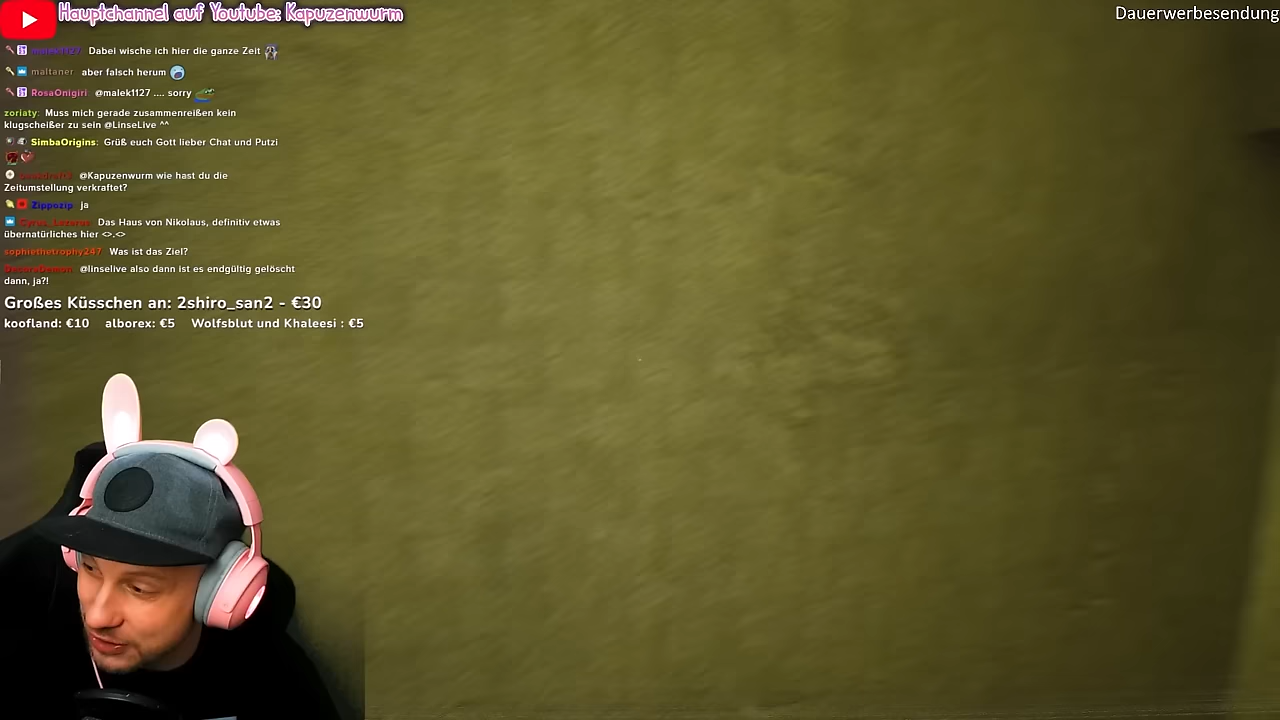 Hauptchannel auf Youtube: Kapuzenwurm
Dauerwerbesendung
malek1127 Dabei wische ich hier die ganze Zeit
maltaner aber falsch herum
RosaOnigiri @malek1127 .... sorry
zoriaty: Muss mich gerade zusammenreißen kein
klugscheißer zu sein @LinseLive ^^
SimbaOrigins: Grüß euch Gott lieber Chat und Putzi
@Kapuzenwurm wie hast du die
Zeitumstellung verkraftet?
Zippozip ja
Das Haus von Nikolaus, definitiv etwas
übernatürliches hier <>.<>
sophiethetrophy247 Was ist das Ziel?
@linselive also dann ist es endgültig gelöscht
dann, ja?!
Großes Küsschen an: 2shiro_san2 - €30
koofland: €10 alborex: €5 Wolfsblut und Khaleesi : €5